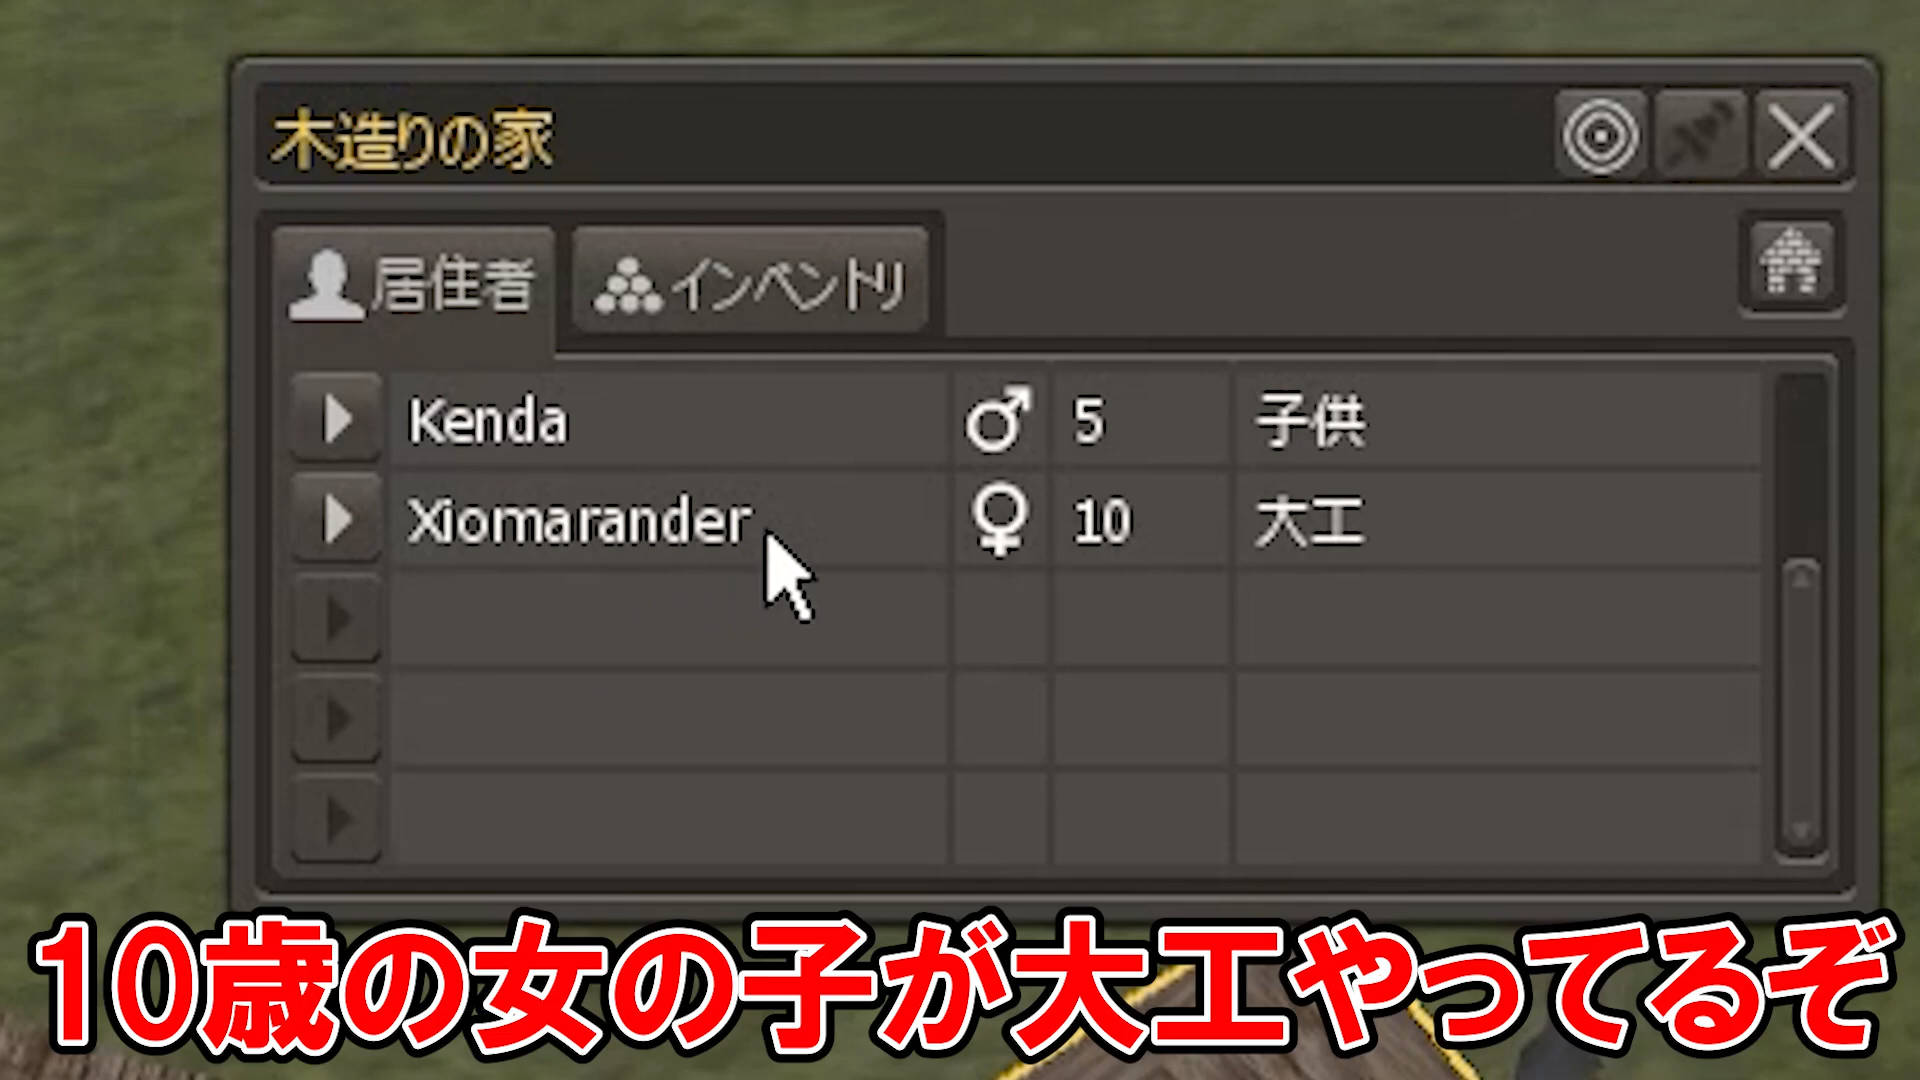 木造りの家
居住者 インベントリ
Kenda ♂ 5 子供
Xiomarander ♀ 10 大工
10歳の女の子が大工やってるぞ